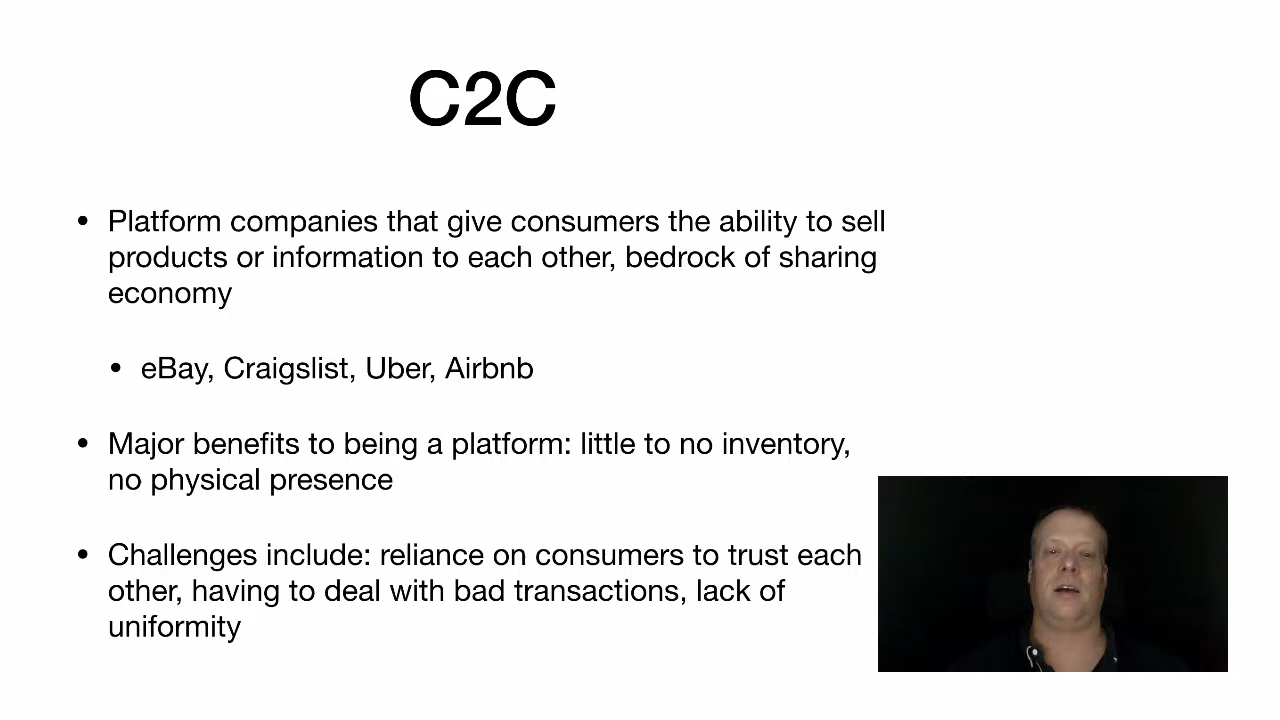 C2C
• Platform companies that give consumers the ability to sell
products or information to each other, bedrock of sharing
economy
• eBay, Craigslist, Uber, Airbnb
• Major benefits to being a platform: little to no inventory,
no physical presence
• Challenges include: reliance on consumers to trust each
other, having to deal with bad transactions, lack of
uniformity